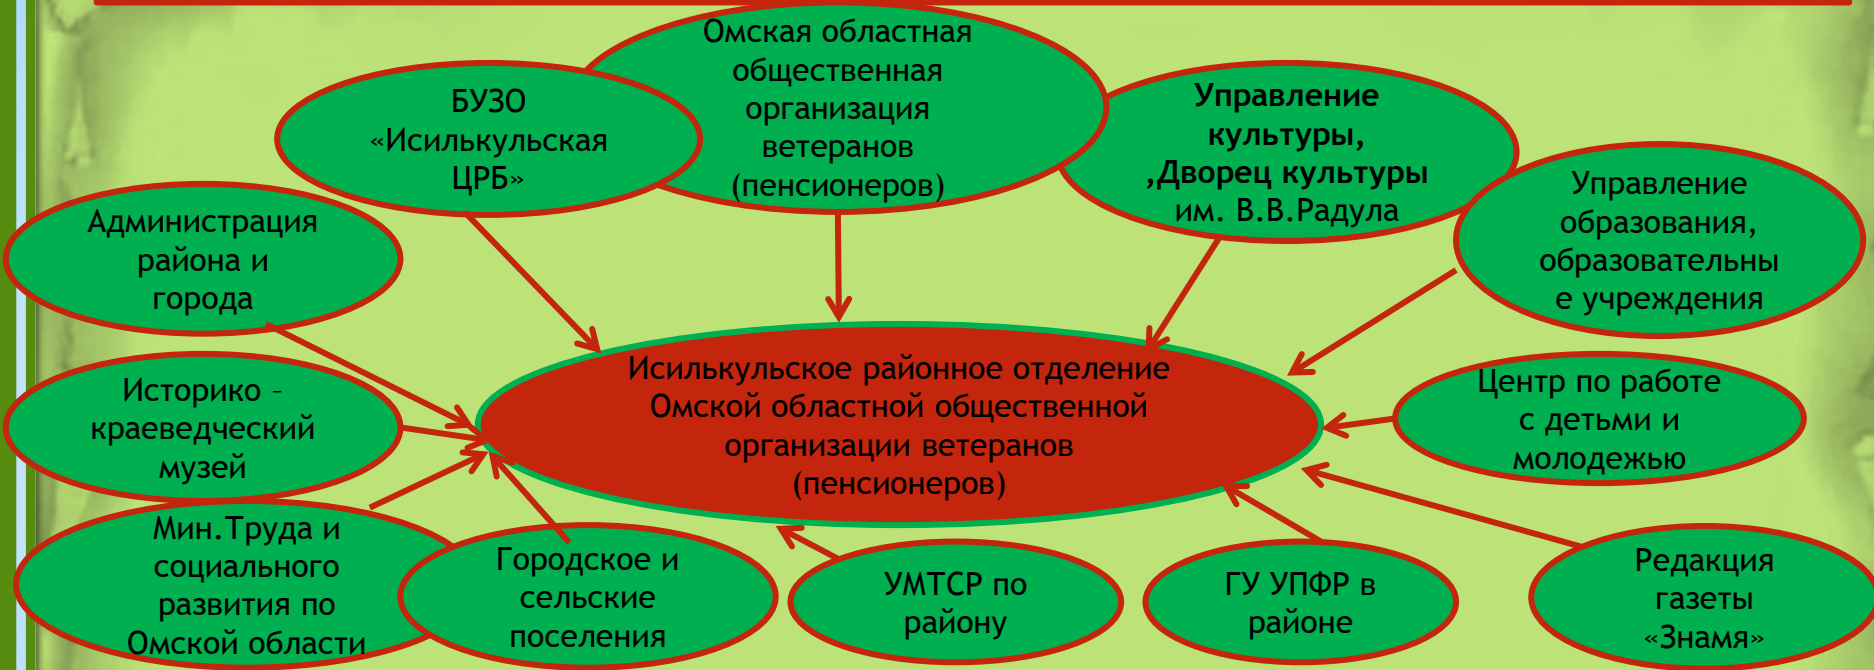 Омская областная
общественная
организация
ветеранов
(пенсионеров)
БУЗО
«Исилькульская
ЦРБ»
Управление
культуры,
,Дворец культуры
им. В.В.Радула
Управление
образования,
образовательны
е учреждения
Администрация
района и
города
Исилькульское районное отделение
Омской областной общественной
организации ветеранов
(пенсионеров)
Историко –
краеведческий
музей
Центр по работе
с детьми и
молодежью
Мин.Труда и
социального
развития по
Омской области
Городское и
сельские
поселения
УМТСР по
району
ГУ УПФР в
районе
Редакция
газеты
«Знамя»